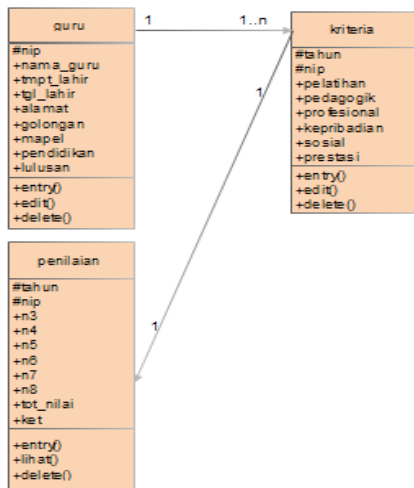 guru
#nip
+nama_guru
+tmpt_lahir
+tgl_lahir
+alamat
+golongan
+mapel
+pendidikan
+lulusan
+entry()
+edit()
+delete()
1
1..n
kriteria
#tahun
#nip
+pelatihan
+pedagogik
+profesional
+kepribadian
+sosial
+prestasi
+entry()
+edit()
+delete()
1
1
penilaian
#tahun
#nip
+n3
+n4
+n5
+n6
+n7
+n8
+tot_nilai
+ket
+entry()
+lihat()
+delete()